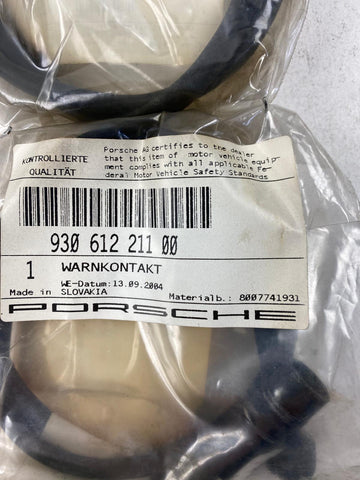 KONTROLLIERTE
QUALITÄT
Porsche AG certifies to the dealer
that this item of motor vehicle equip-
ment complies with all applicable Fe-
deral Motor Vehicle Safety Standards
930 612 211 00
1 WARNKONTAKT
WE-Datum:13.09.2004
Made in SLOVAKIA
Materialb.: 8007741931
PORSCHE